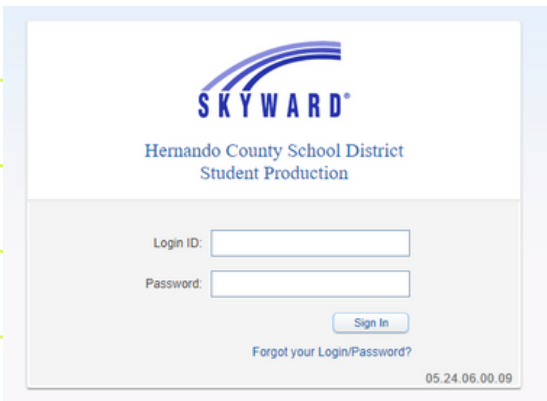 SKYWARD®
Hernando County School District
Student Production
Login ID:
Password:
Sign In
Forgot your Login/Password?
05.24.06.00.09